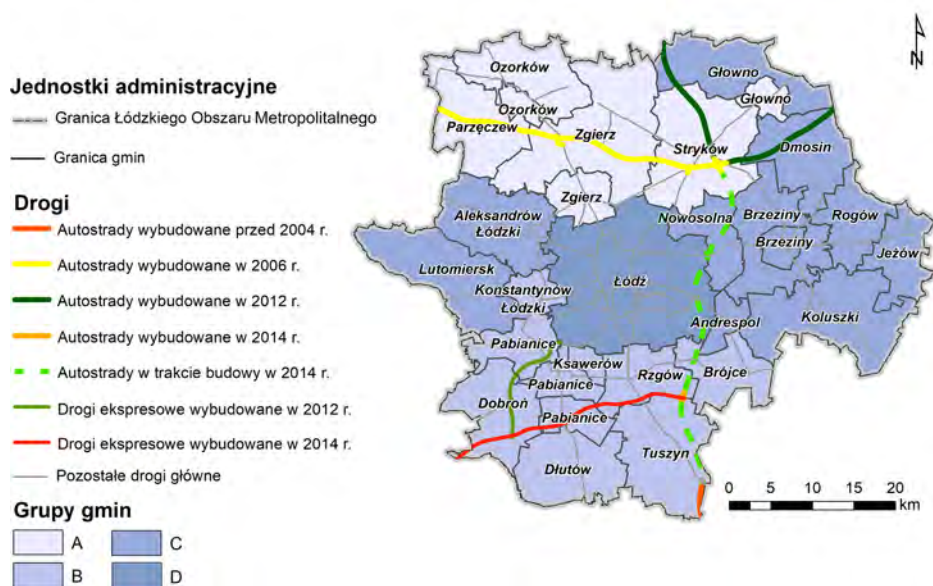 Jednostki administracyjne
Granica Łódzkiego Obszaru Metropolitalnego
Granica gmin
Drogi
Autostrady wybudowane przed 2004 r.
Autostrady wybudowane w 2006 r.
Autostrady wybudowane w 2012 r.
Autostrady wybudowane w 2014 r.
Autostrady w trakcie budowy w 2014 r.
Drogi ekspresowe wybudowane w 2012 r.
Drogi ekspresowe wybudowane w 2014 r.
Pozostałe drogi główne
Grupy gmin
A
C
B
D
N
Ozorków
Głowno
Głowno
Ozorków
Parzęczew
Zgierz
Stryków
Dmosin
Zgierz
Nowosolna
Brzeziny
Rogów
Aleksandrów
Łódzki
Brzeziny
Jeżów
Lutomiersk
Łódź
Konstantynów
Łódzki
Koluszki
Andrespol
Pabianice
Ksawerów
Rzgów
Brójce
Pabianice
Dobroń
Pabianice
Tuszyn
Dłutów
0 5 10 15 20
km